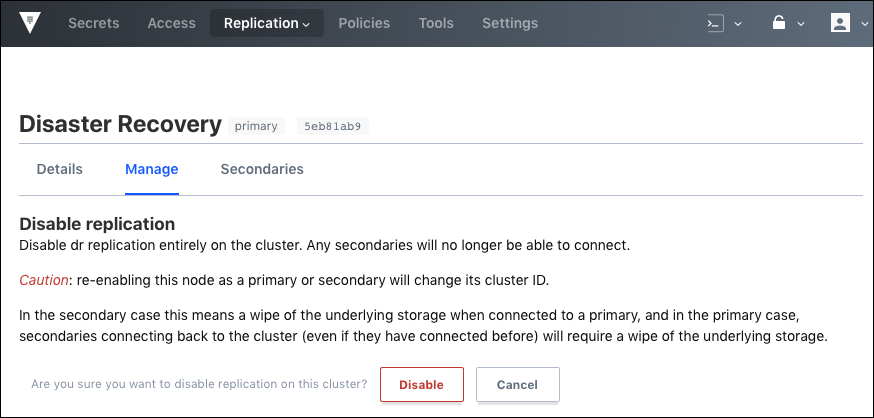 Secrets Access Replication Policies Tools Settings
Disaster Recovery primary 5eb81ab9
Details Manage Secondaries
Disable replication
Disable dr replication entirely on the cluster. Any secondaries will no longer be able to connect.
Caution: re-enabling this node as a primary or secondary will change its cluster ID.
In the secondary case this means a wipe of the underlying storage when connected to a primary, and in the primary case,
secondaries connecting back to the cluster (even if they have connected before) will require a wipe of the underlying storage.
Are you sure you want to disable replication on this cluster? Disable Cancel